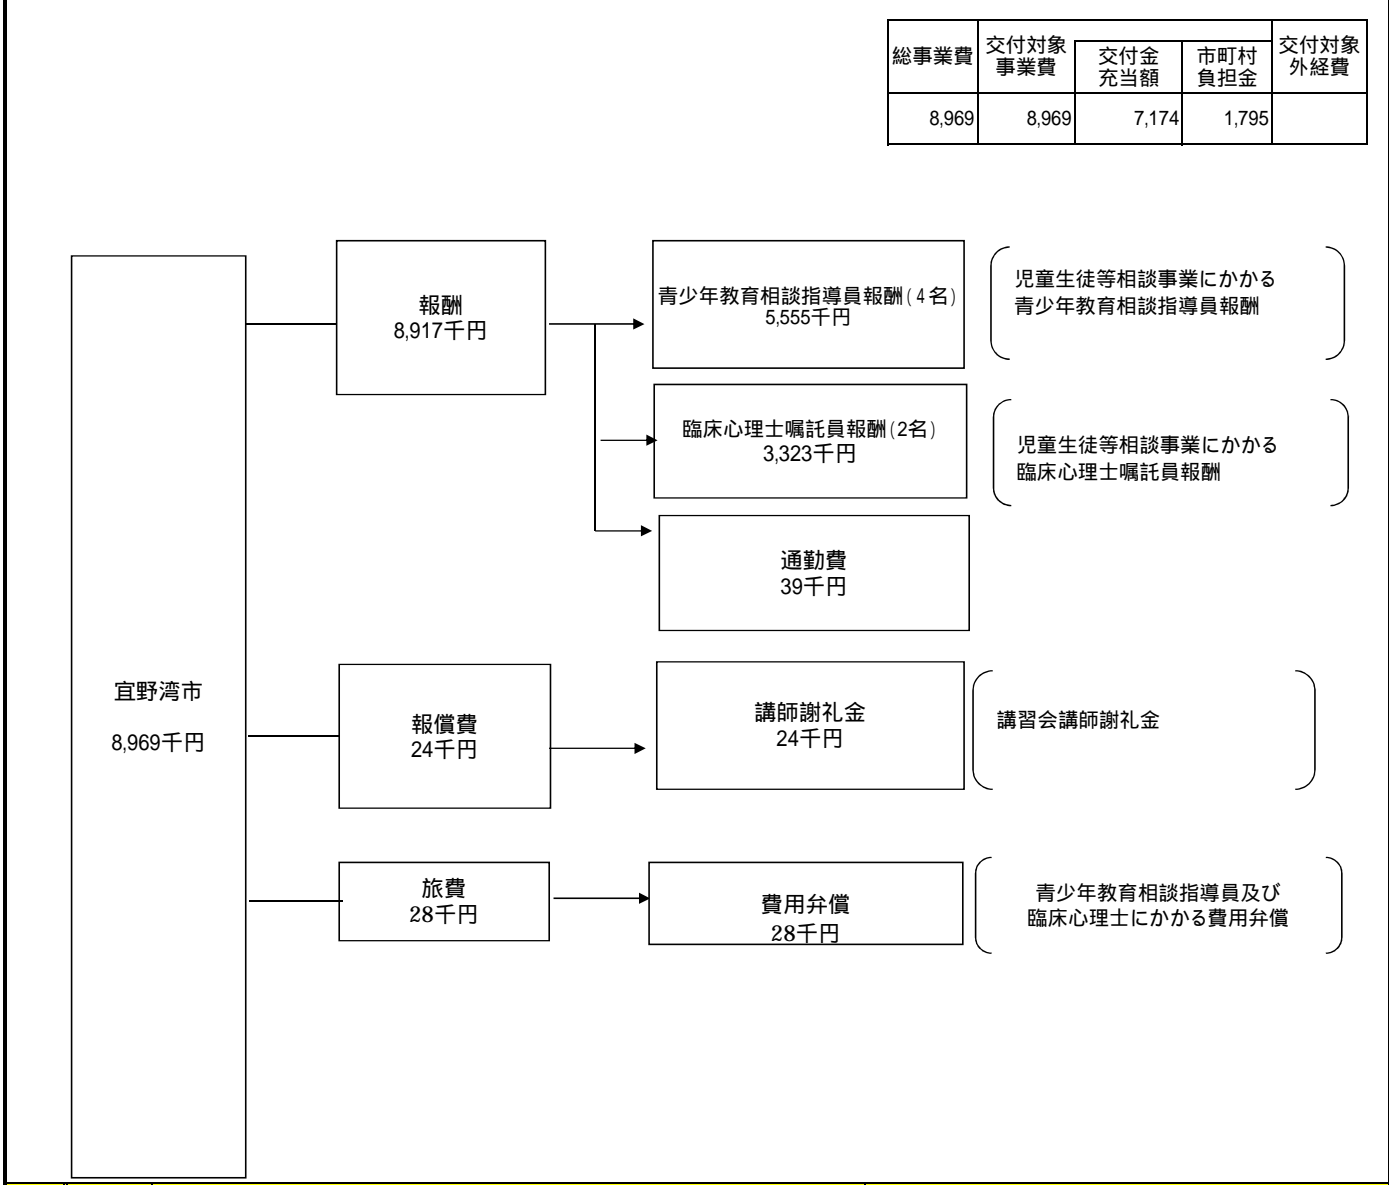 総事業費
交付対象
事業費
交付金
充当額
市町村
負担金
交付対象
外経費
8,969
8,969
7,174
1,795
宜野湾市
8,969千円
報酬
8,917千円
青少年教育相談指導員報酬(4名)
5,555千円
児童生徒等相談事業にかかる
青少年教育相談指導員報酬
臨床心理士嘱託員報酬(2名)
3,323千円
児童生徒等相談事業にかかる
臨床心理士嘱託員報酬
通勤費
39千円
報償費
24千円
講師謝礼金
24千円
講習会講師謝礼金
旅費
28千円
費用弁償
28千円
青少年教育相談指導員及び
臨床心理士にかかる費用弁償